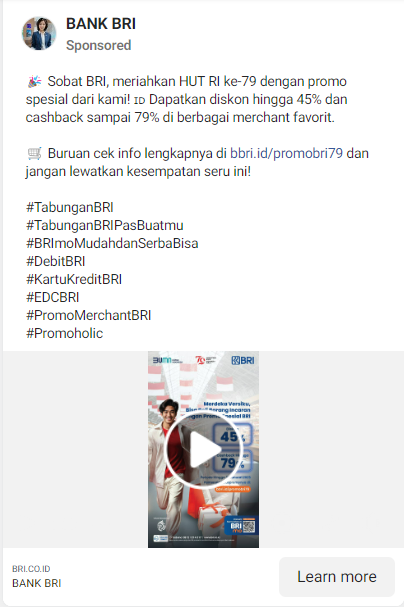 BANK BRI
Sponsored
🎉 Sobat BRI, meriahkan HUT RI ke-79 dengan promo
spesial dari kami! ɪᴅ Dapatkan diskon hingga 45% dan
cashback sampai 79% di berbagai merchant favorit.
🛒 Buruan cek info lengkapnya di bbri.id/promobri79 dan
jangan lewatkan kesempatan seru ini!
#TabunganBRI
#TabunganBRIPasBuatmu
#BRImoMudahdanSerbaBisa
#DebitBRI
#KartuKreditBRI
#EDCBRI
#PromoMerchantBRI
#Promoholic
BUMN
BRI
Merdeka Versiku,
45%
79%
BRI
BRI.CO.ID
BANK BRI
Learn more